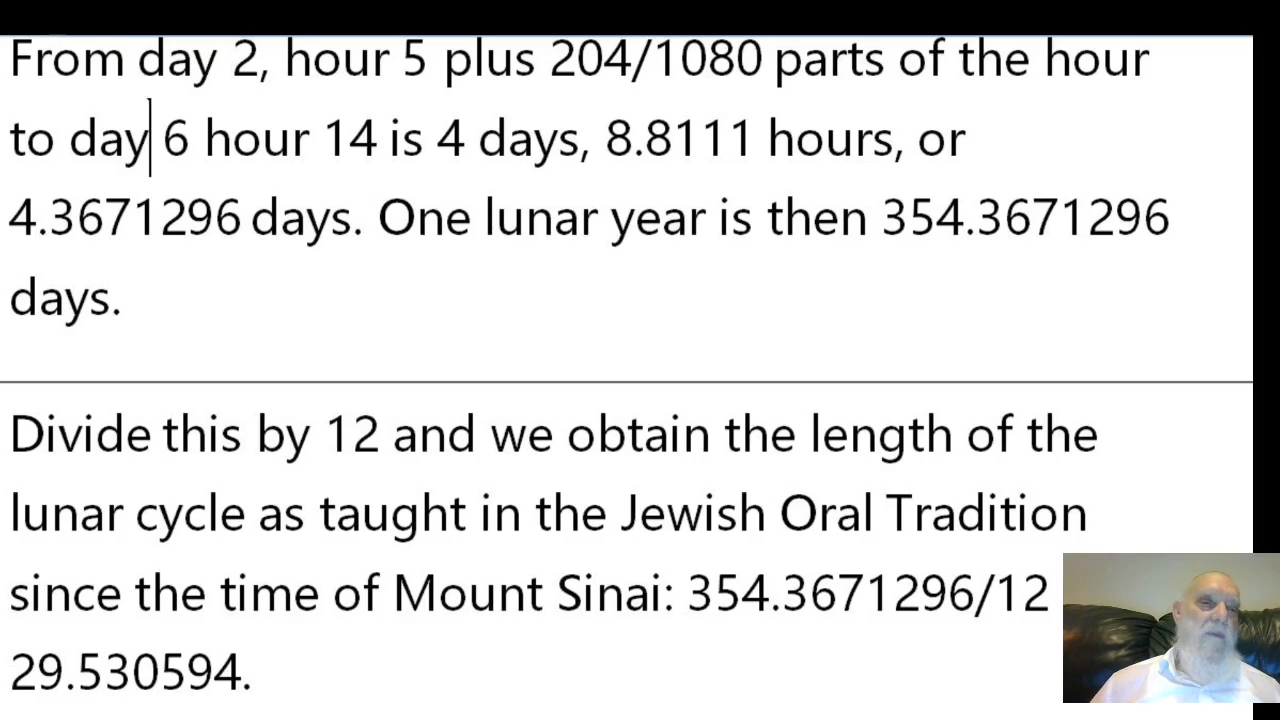 From day 2, hour 5 plus 204/1080 parts of the hour
to day 6 hour 14 is 4 days, 8.8111 hours, or
4.3671296 days. One lunar year is then 354.3671296
days.
Divide this by 12 and we obtain the length of the
lunar cycle as taught in the Jewish Oral Tradition
since the time of Mount Sinai: 354.3671296/12
29.530594.